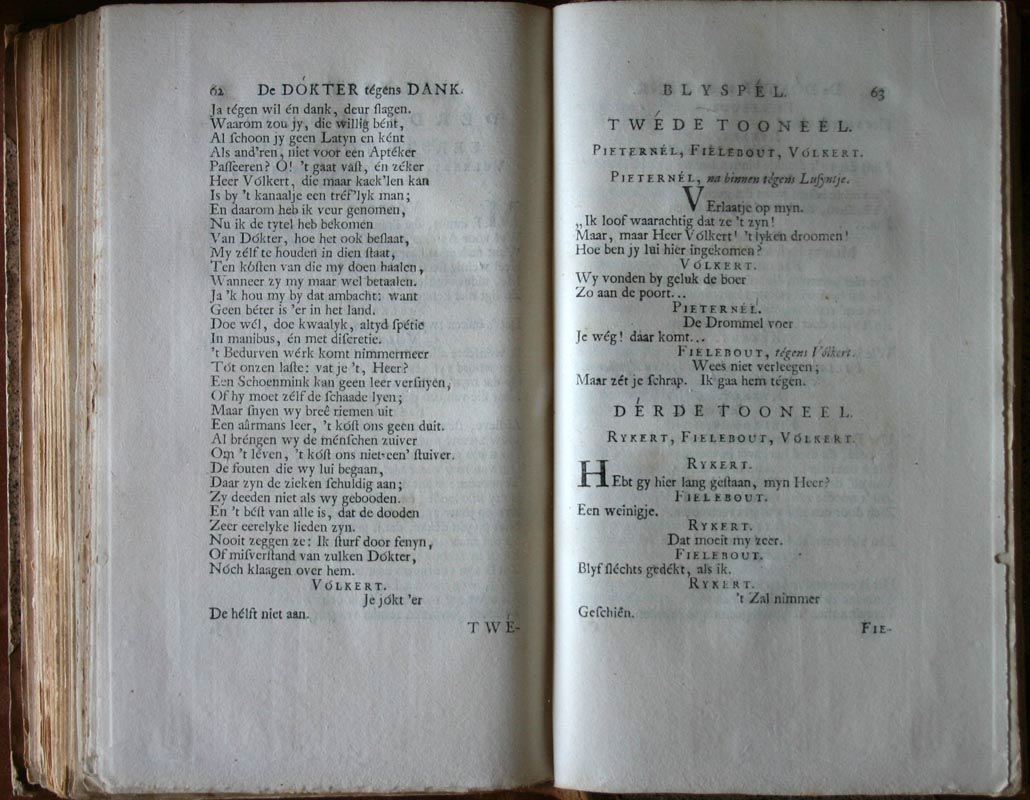 62 De DÓKTER tégens DANK.
Ja tégen wil én dank, deur ſlagen.
Waarom zou jy, die willig bént,
Al ſchoon jy geen Latyn en ként
Als and'ren, niet voor een Aptéker
Paſſeeren? O! 't gaat vaſt, én zéker
Heer Vólkert, die maar kaek'len kan
Is by 't kanaalje een tréf'lyk man;
En daarom heb ik veur genomen,
Nu ik de tytel heb bekomen
Van Dókter, hoe het ook beſlaat,
My zélf te houden in dien ſtaat,
Ten kóſten van die my doen haalen,
Wanneer zy my maar wel betaalen.
Ja 'k hou my by dat ambacht: want
Geen béter is 'er in het land.
Doe wél, doe kwaalyk, altyd ſpétie
In manibus, én met diſcretie.
't Bedurven wérk komt nimmermeer
Tót onzen laſte: vat je 't, Heer?
Een Schoenmink kan geen leer verſnyen,
Of hy moet zélf de ſchaade lyen;
Maar ſnyen wy breê riemen uit
Een aûrmans leer, 't kóſt ons geen duit.
Al bréngen wy de ménſchen zuiver
Om 't léven, 't kóſt ons niet een' ſtuiver.
De fouten die wy lui begaan,
Daar zyn de zieken ſchuldig aan;
Zy deeden niet als wy gebooden.
En 't béſt van alle is, dat de dooden
Zeer eerelyke lieden zyn.
Nooit zeggen ze: Ik ſturf door fenyn,
Of miſverſtand van zulken Dókter,
Nóch klaagen over hem.
VÓLKERT.
Je jókt 'er
De hélft niet aan.
TWÉ-
BLYSPÉL. 63
TWÉDE TOONEEL.
PIETERNÉL, FIELEBOUT, VÓLKERT.
PIETERNÉL, na binnen tégens Luſyntje.
VErlaatje op myn.
„Ik loof waarachtig dat ze 't zyn!
Maar, maar Heer Vólkert! 't lyken droomen!
Hoe ben jy lui hier ingekomen?
VÓLKERT.
Wy vonden by geluk de boer
Zo aan de poort...
PIETERNÉL.
De Drommel voer
Je wég! daar komt...
FIELEBOUT, tégens Vólkert.
Wees niet verleegen;
Maar zét je ſchrap. Ik gaa hem tégen.
DÉRDE TOONEEL.
RYKERT, FIELEBOUT, VÓLKERT.
RYKERT.
HEbt gy hier lang geſtaan, myn Heer?
FIELEBOUT.
Een weinigje.
RYKERT.
Dat moeit my zeer.
FIELEBOUT.
Blyf ſléchts gedékt, als ik.
RYKERT.
't Zal nimmer
Geſchiên.
FIE-